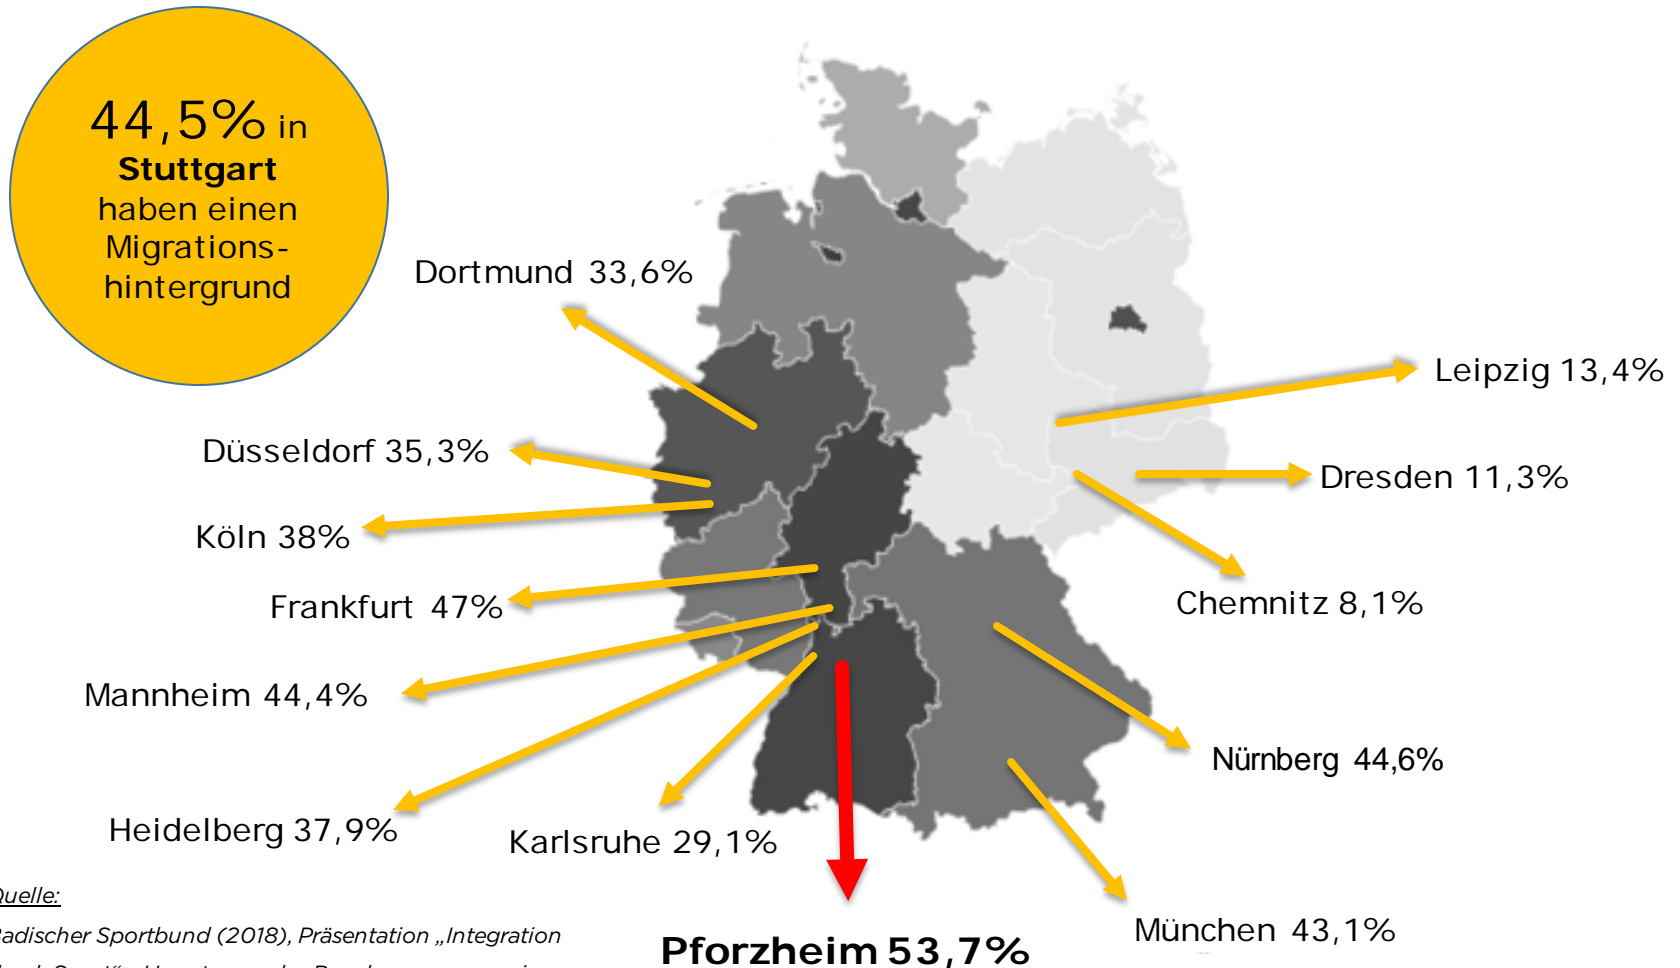 44,5% in
Stuttgart
haben einen
Migrations-
hintergrund
Dortmund 33,6%
Leipzig 13,4%
Düsseldorf 35,3%
Dresden 11,3%
Köln 38%
Frankfurt 47%
Chemnitz 8,1%
Mannheim 44,4%
Nürnberg 44,6%
Heidelberg 37,9%
Karlsruhe 29,1%
München 43,1%
Pforzheim 53,7%
Quelle:
Badischer Sportbund (2018), Präsentation „Integration